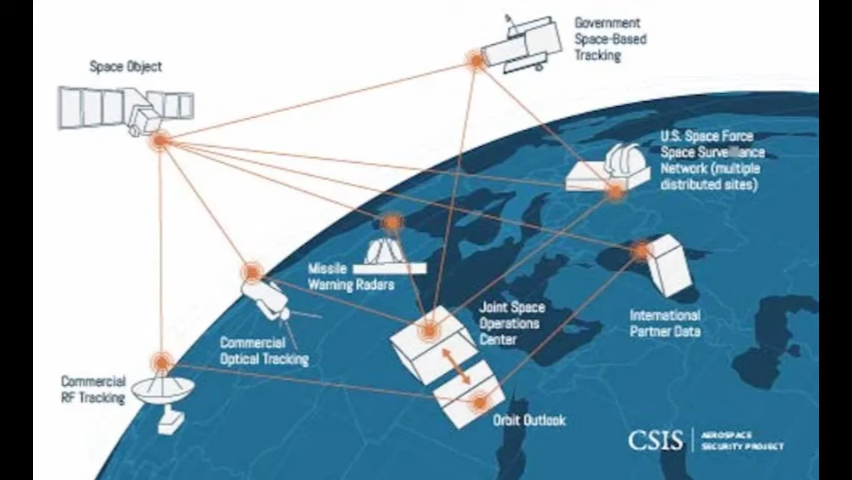 Space Object
Government
Space-Based
Tracking
U.S. Space Force
Space Surveillance
Network (multiple
distributed sites)
Missile
Warning Radars
Joint Space
Operations
Center
International
Partner Data
Commercial
Optical Tracking
Commercial
RF Tracking
Orbit Outlook
CSIS
AEROSPACE
SECURITY PROJECT